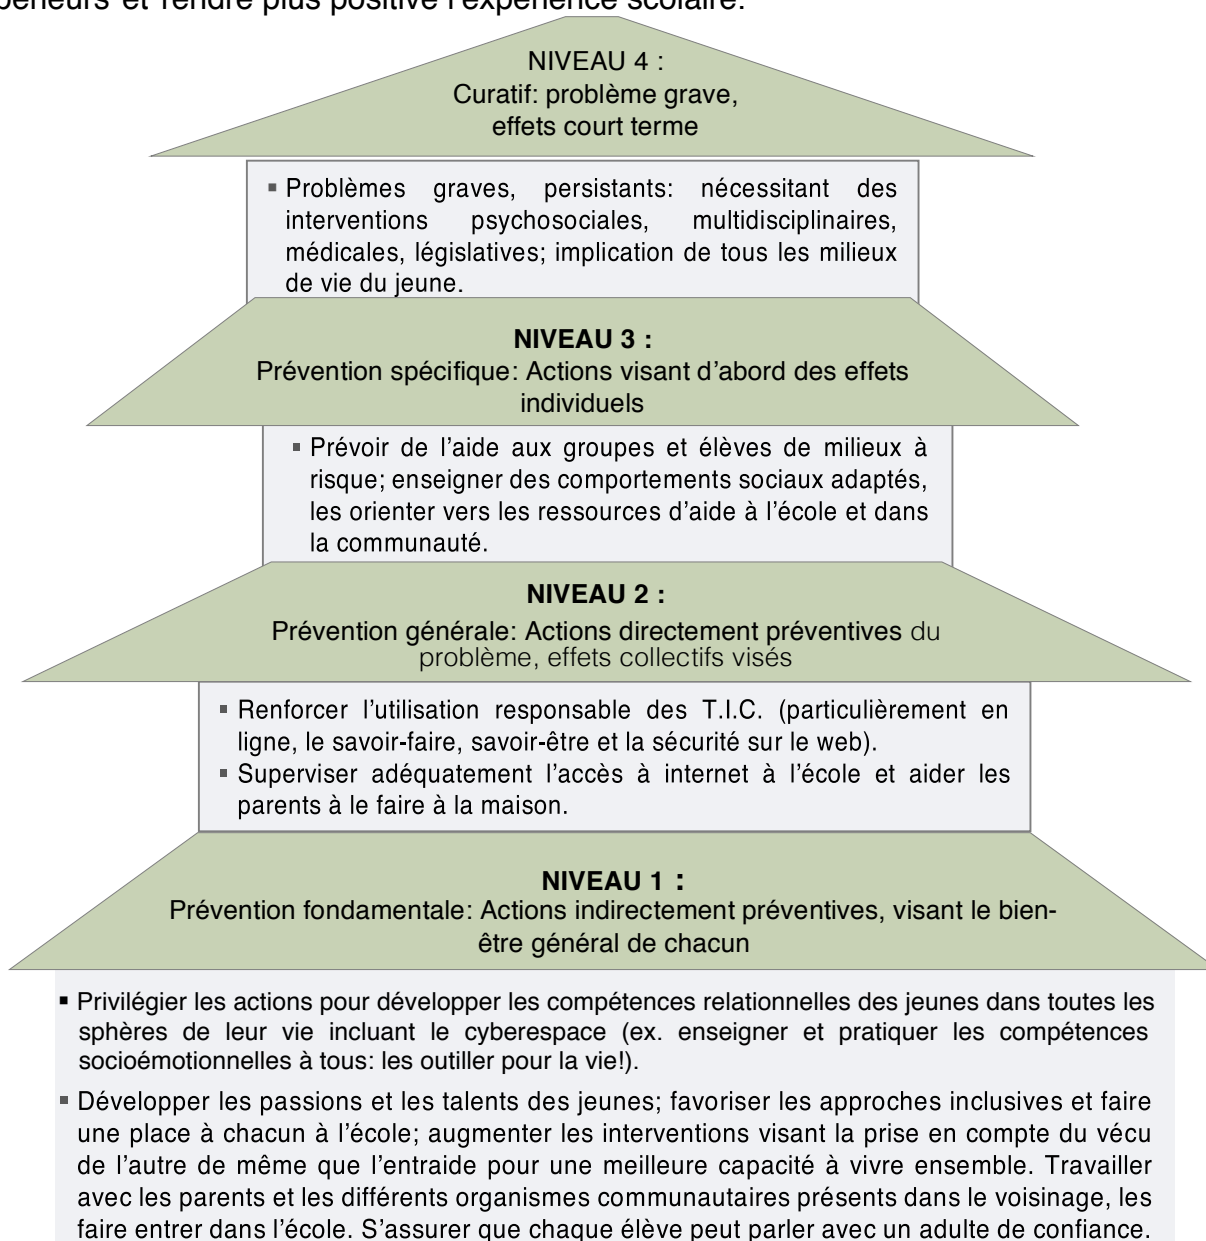 périeurs et rendre plus positive l'expérience scolaire.
NIVEAU 4 :
Curatif: problème grave,
effets court terme
▪ Problèmes graves, persistants: nécessitant des
interventions psychosociales, multidisciplinaires,
médicales, législatives; implication de tous les milieux
de vie du jeune.
NIVEAU 3 :
Prévention spécifique: Actions visant d'abord des effets
individuels
▪ Prévoir de l'aide aux groupes et élèves de milieux à
risque; enseigner des comportements sociaux adaptés,
les orienter vers les ressources d'aide à l'école et dans
la communauté.
NIVEAU 2 :
Prévention générale: Actions directement préventives du
problème, effets collectifs visés
▪ Renforcer l'utilisation responsable des T.I.C. (particulièrement en
ligne, le savoir-faire, savoir-être et la sécurité sur le web).
▪ Superviser adéquatement l'accès à internet à l'école et aider les
parents à le faire à la maison.
NIVEAU 1 :
Prévention fondamentale: Actions indirectement préventives, visant le bien-
être général de chacun
▪ Privilégier les actions pour développer les compétences relationnelles des jeunes dans toutes les
sphères de leur vie incluant le cyberespace (ex. enseigner et pratiquer les compétences
socioémotionnelles à tous: les outiller pour la vie!).
▪ Développer les passions et les talents des jeunes; favoriser les approches inclusives et faire
une place à chacun à l'école; augmenter les interventions visant la prise en compte du vécu
de l'autre de même que l'entraide pour une meilleure capacité à vivre ensemble. Travailler
avec les parents et les différents organismes communautaires présents dans le voisinage, les
faire entrer dans l'école. S'assurer que chaque élève peut parler avec un adulte de confiance.